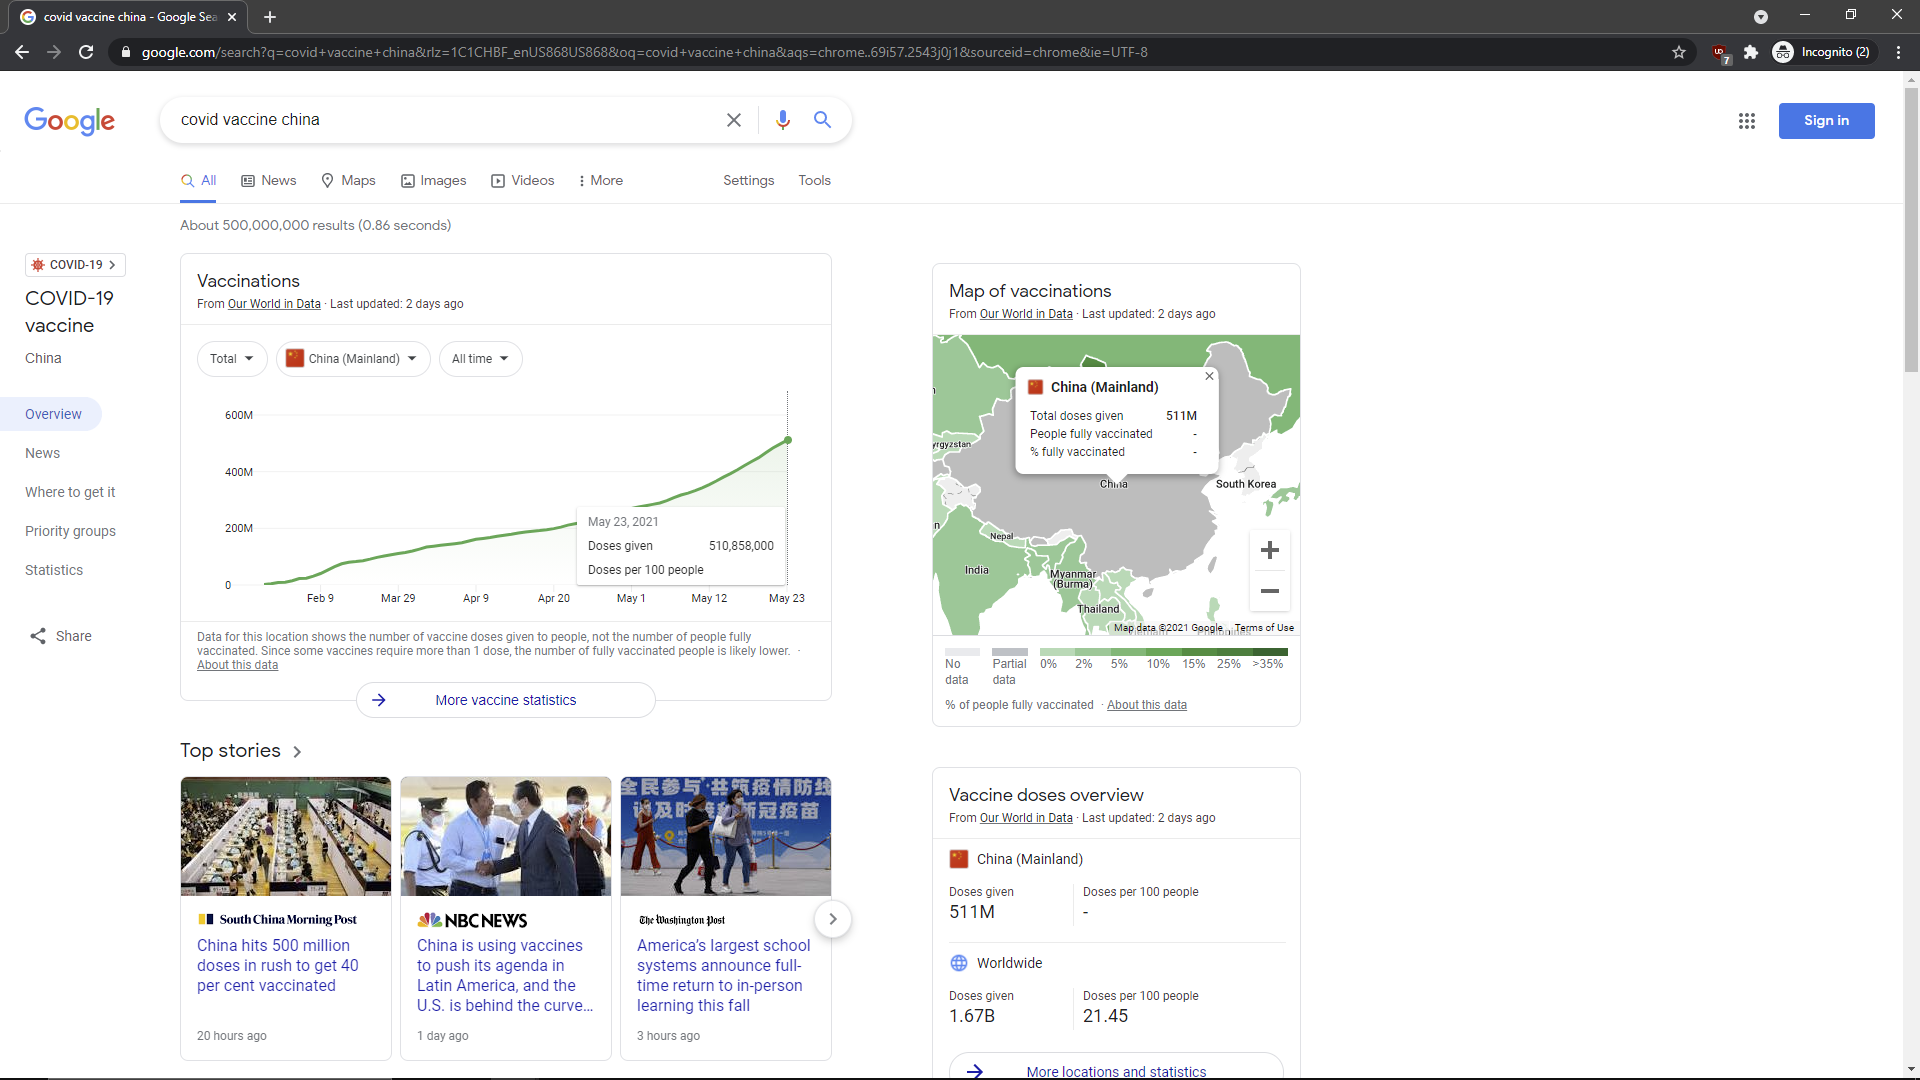 covid vaccine china - Google Sea
google.com/search?q=covid+vaccine+china&rlz=1C1CHBF_enUS868US868&oq=covid+vaccine+china&aqs=chrome..69i57.2543j0j1&sourceid=chrome&ie=UTF-8
7
Incognito (2)
Google
covid vaccine china
Sign in
All
News
Maps
Images
Videos
More
Settings
Tools
About 500,000,000 results (0.86 seconds)
COVID-19
COVID-19
vaccine
China
Overview
News
Where to get it
Priority groups
Statistics
Share
Vaccinations
From Our World in Data · Last updated: 2 days ago
Total
China (Mainland)
All time
600M
400M
200M
0
May 23, 2021
Doses given 510,858,000
Doses per 100 people
Feb 9
Mar 29
Apr 9
Apr 20
May 1
May 12
May 23
Data for this location shows the number of vaccine doses given to people, not the number of people fully
vaccinated. Since some vaccines require more than 1 dose, the number of fully vaccinated people is likely lower. ·
About this data
More vaccine statistics
Top stories
全民参与·共筑疫情防线
South China Morning Post
China hits 500 million
doses in rush to get 40
per cent vaccinated
20 hours ago
NBC NEWS
China is using vaccines
to push its agenda in
Latin America, and the
U.S. is behind the curve...
1 day ago
The Washington Post
America's largest school
systems announce full-
time return to in-person
learning this fall
3 hours ago
Map of vaccinations
From Our World in Data · Last updated: 2 days ago
China (Mainland)
Total doses given 511M
People fully vaccinated -
% fully vaccinated -
yrgyzstan
China
South Korea
Nepal
India
Myanmar
(Burma)
Thailand
Map data ©2021 Google
Terms of Use
No
data
Partial
data
0%
2%
5%
10%
15%
25%
>35%
% of people fully vaccinated · About this data
Vaccine doses overview
From Our World in Data · Last updated: 2 days ago
China (Mainland)
Doses given
511M
Doses per 100 people
-
Worldwide
Doses given
1.67B
Doses per 100 people
21.45
More locations and statistics